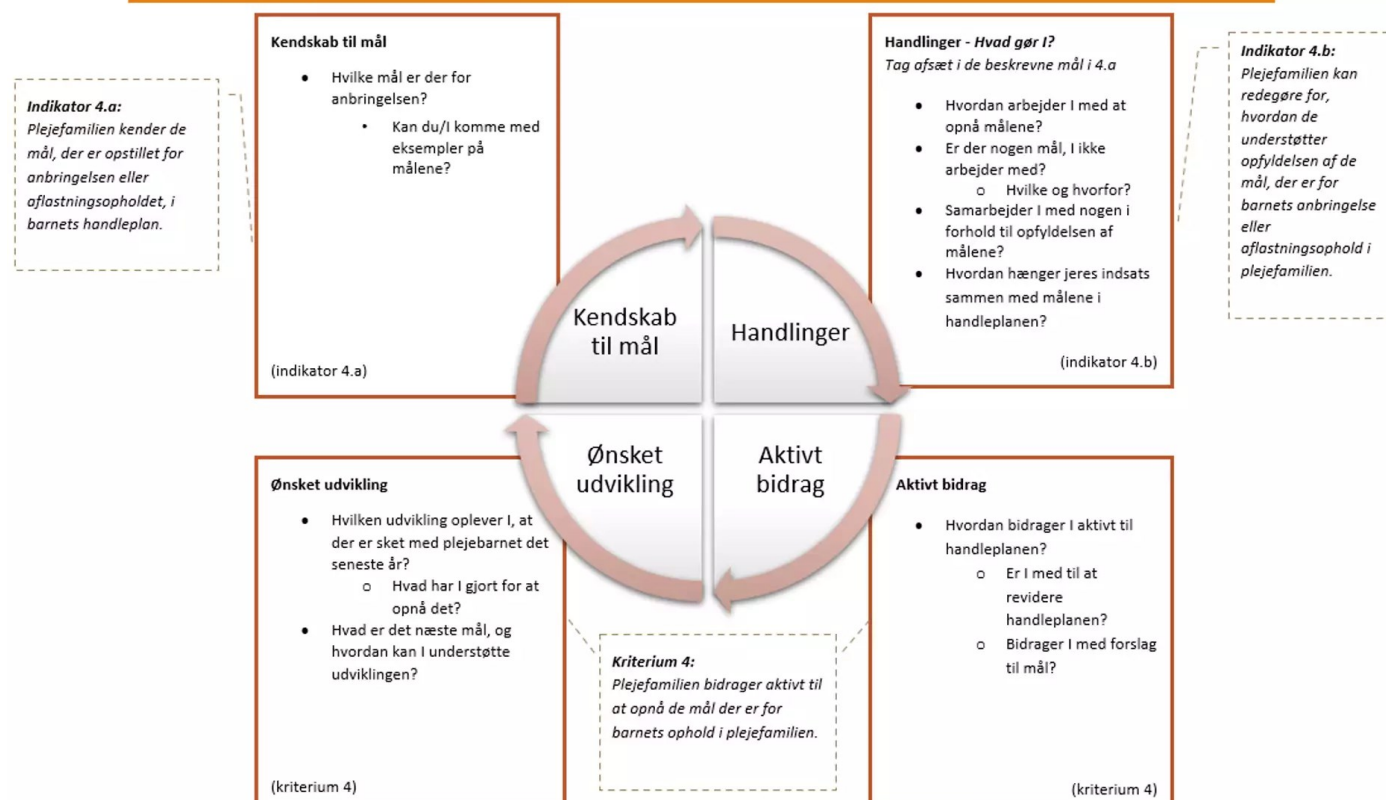 Indikator 4.a:
Plejefamilien kender de
mål, der er opstillet for
anbringelsen eller
aflastningsopholdet, i
barnets handleplan.
Kendskab til mål
• Hvilke mål er der for
anbringelsen?
• Kan du/I komme med
eksempler på
målene?
(indikator 4.a)
Handlinger - Hvad gør I?
Tag afsæt i de beskrevne mål i 4.a
• Hvordan arbejder I med at
opnå målene?
• Er der nogen mål, I ikke
arbejder med?
o Hvilke og hvorfor?
• Samarbejder I med nogen i
forhold til opfyldelsen af
målene?
• Hvordan hænger jeres indsats
sammen med målene i
handleplanen?
(indikator 4.b)
Indikator 4.b:
Plejefamilien kan
redegøre for,
hvordan de
understøtter
opfyldelsen af de
mål, der er for
barnets anbringelse
eller
aflastningsophold i
plejefamilien.
Kendskab
til mål
Handlinger
Ønsket
udvikling
Aktivt
bidrag
Ønsket udvikling
• Hvilken udvikling oplever I, at
der er sket med plejebarnet det
seneste år?
o Hvad har I gjort for at
opnå det?
• Hvad er det næste mål, og
hvordan kan I understøtte
udviklingen?
(kriterium 4)
Kriterium 4:
Plejefamilien bidrager aktivt til
at opnå de mål der er for
barnets ophold i plejefamilien.
Aktivt bidrag
• Hvordan bidrager I aktivt til
handleplanen?
o Er I med til at
revidere
handleplanen?
o Bidrager I med forslag
til mål?
(kriterium 4)